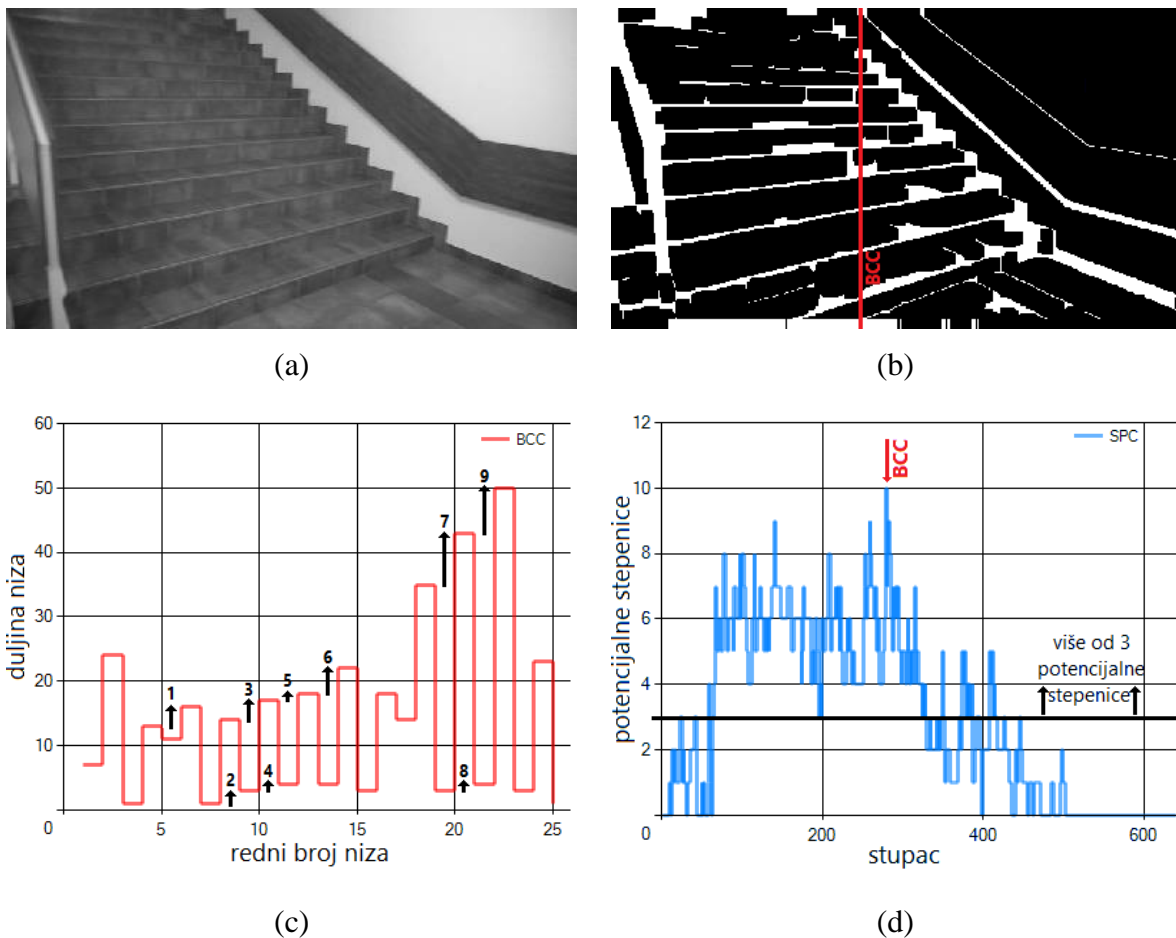 BCC
(a)
(b)
60
50
40
30
20
10
0
5
10
15
20
25
BCC
1
2
3
4
5
6
7
8
9
duljina niza
redni broj niza
12
10
8
6
4
2
0
200
400
600
SPC
BCC
više od 3
potencijalne
stepenice
potencijalne stepenice
stupac
(c)
(d)